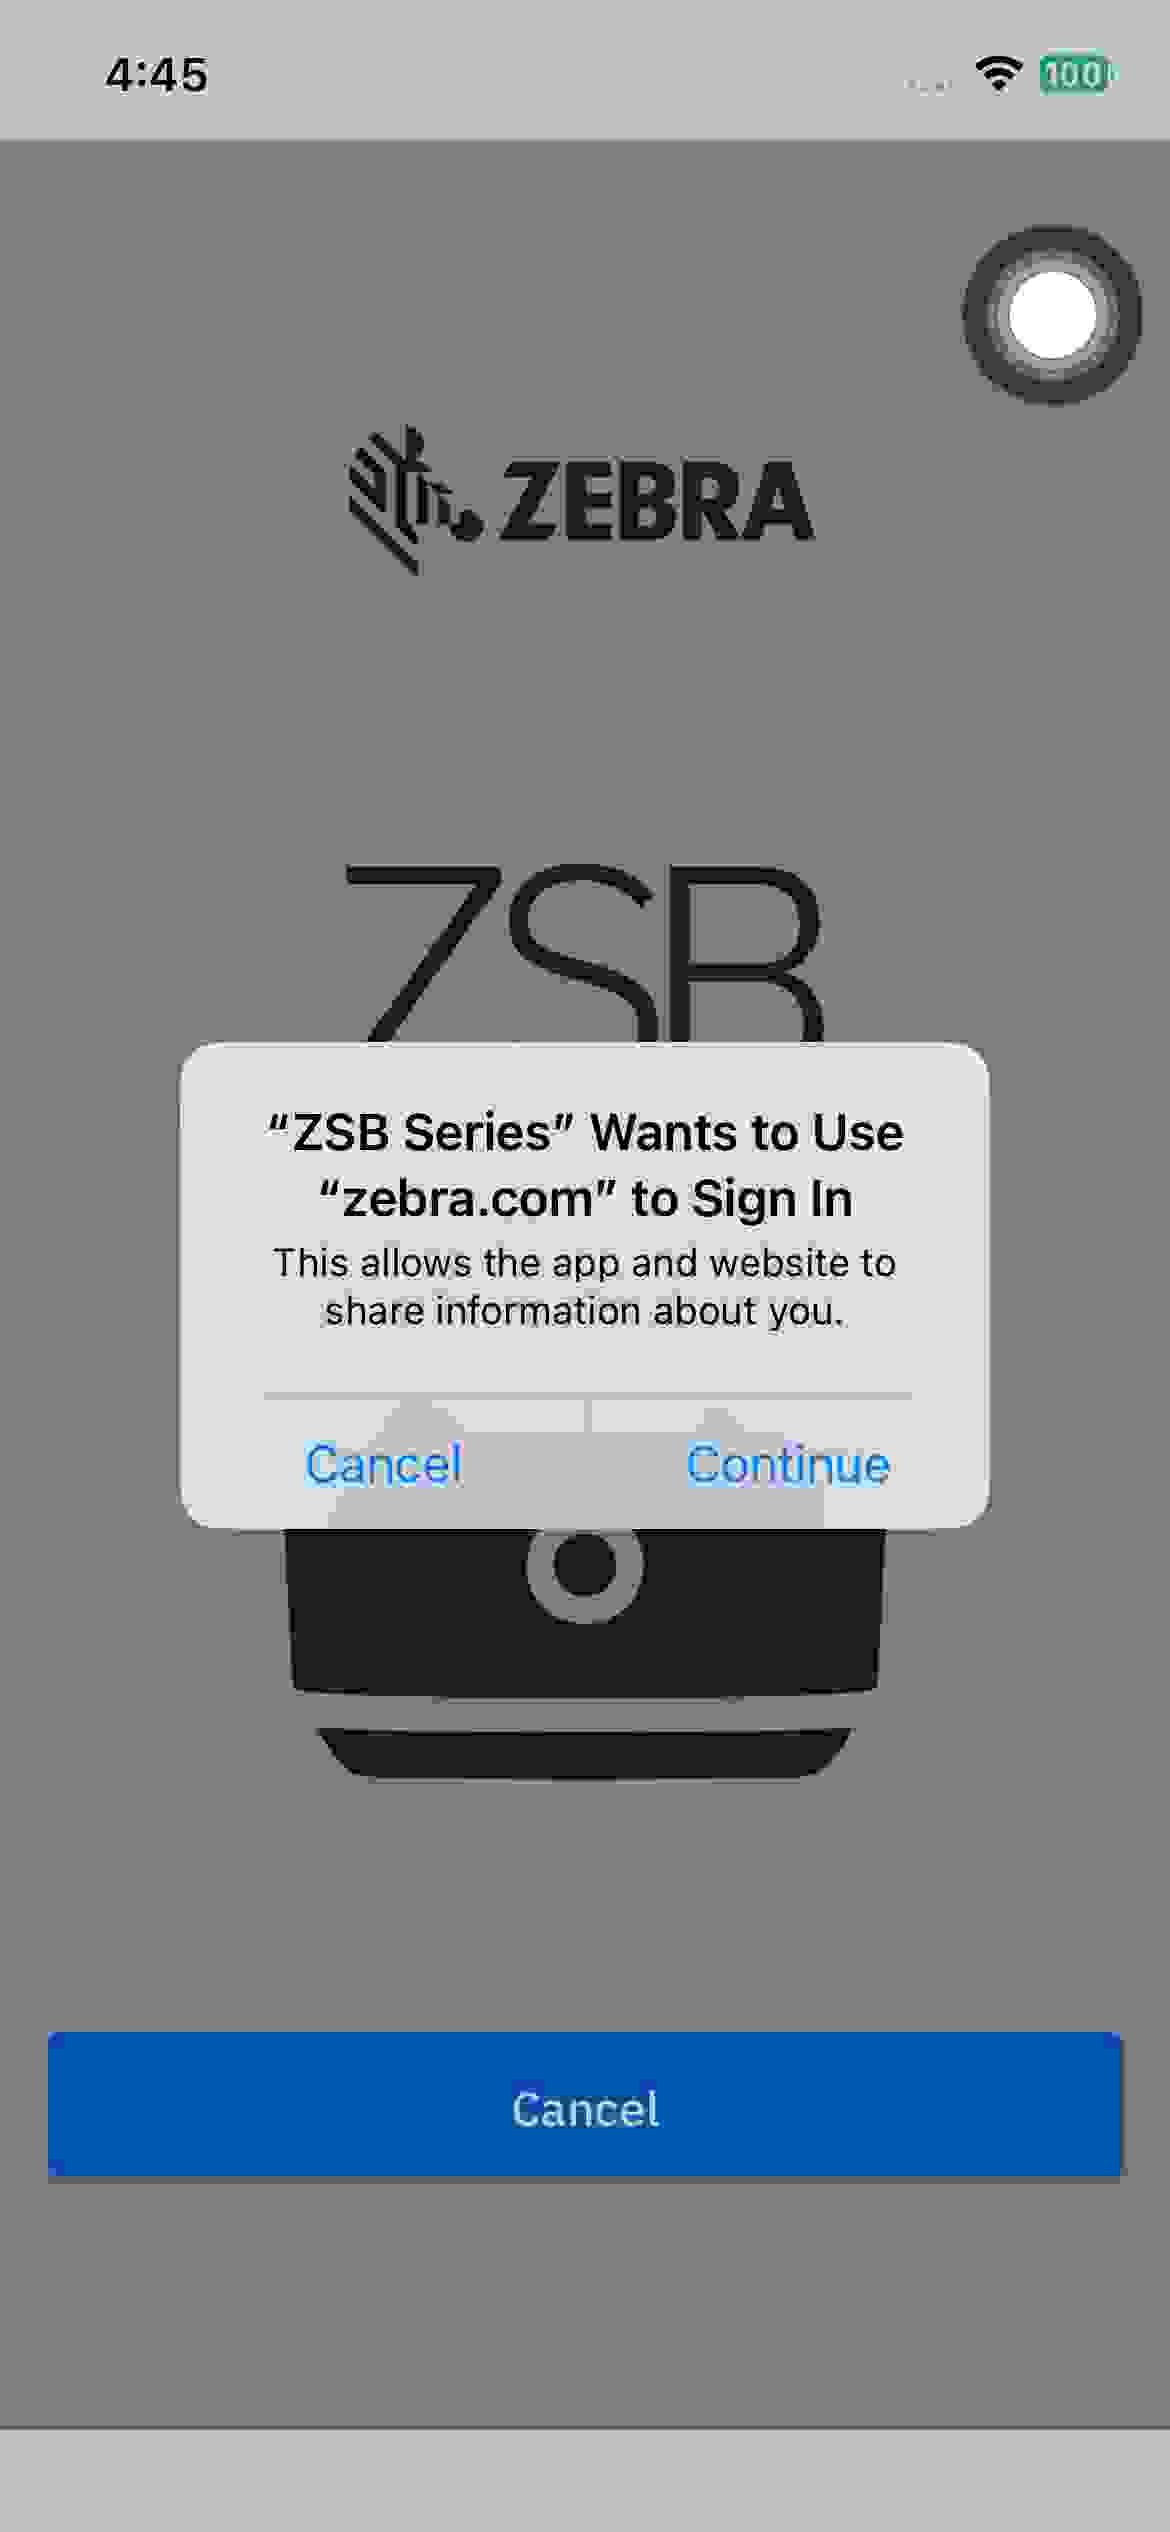 4:45
100
ZEBRA
ZSB
“ZSB Series” Wants to Use
“zebra.com” to Sign In
This allows the app and website to
share information about you.
Cancel
Continue
Cancel